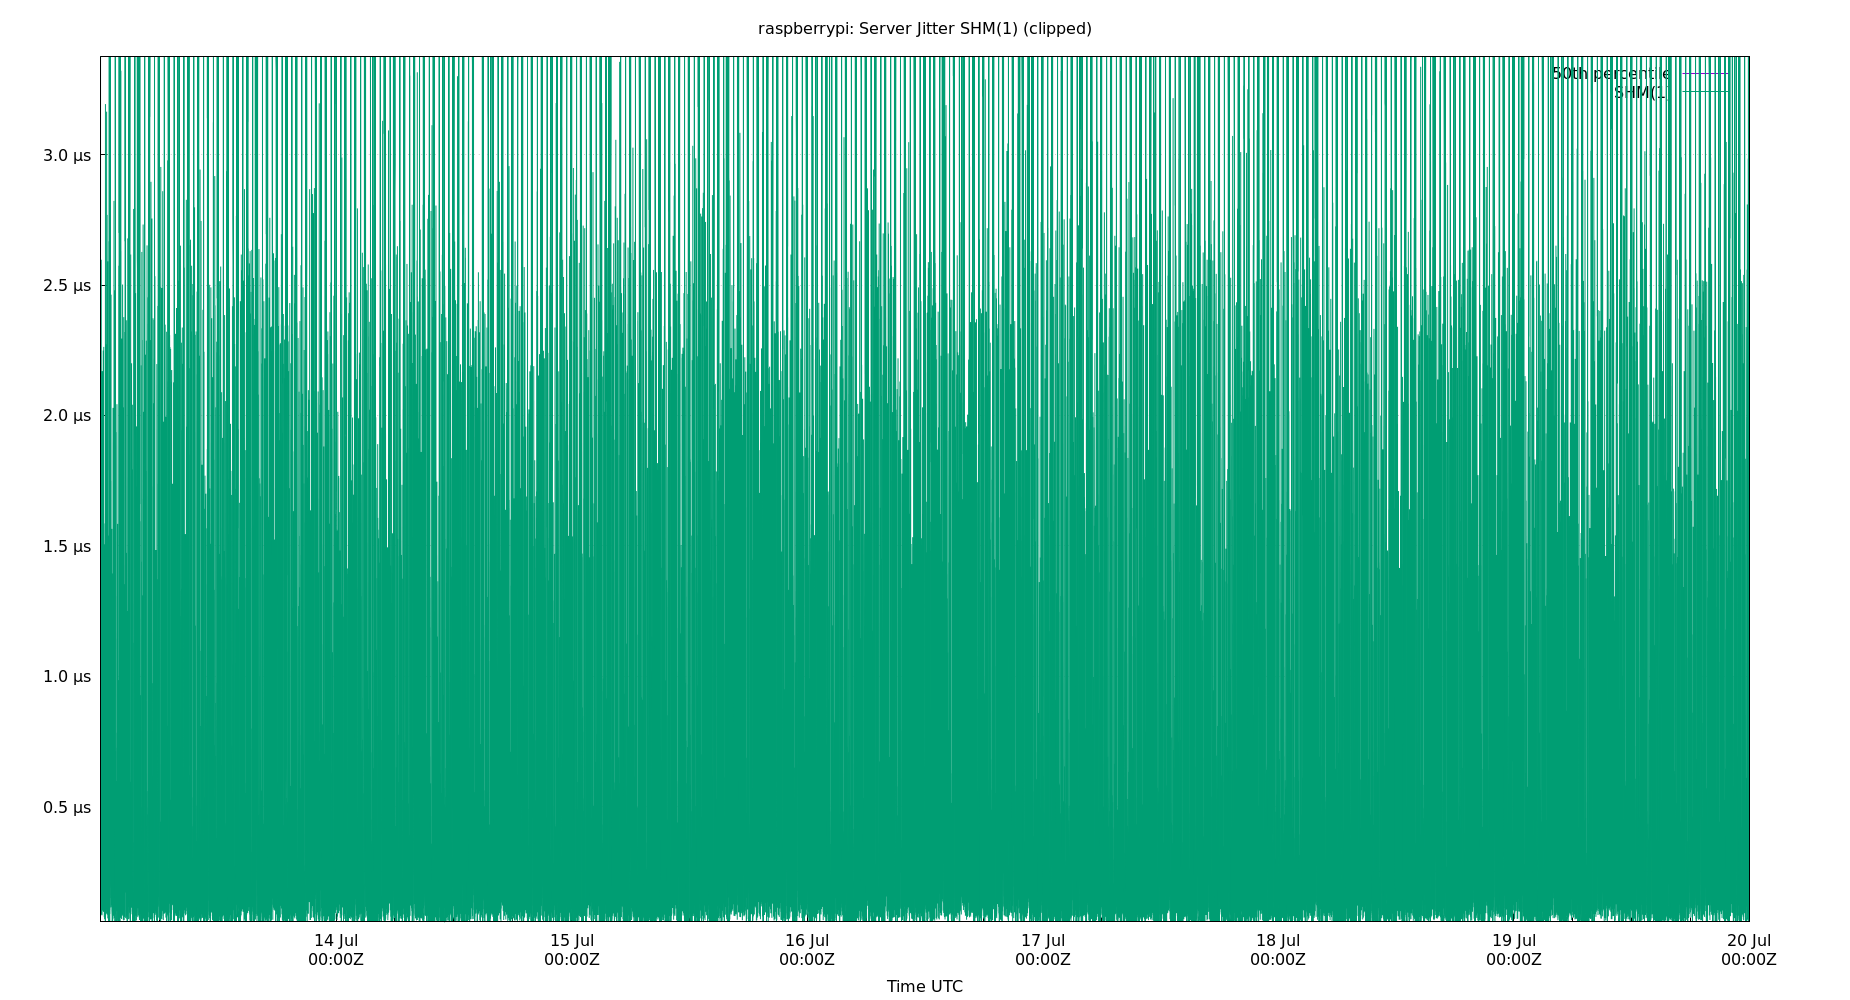 raspberrypi: Server Jitter SHM(1) (clipped)
50th percentile
SHM(1)
3.0 μs
2.5 μs
2.0 μs
1.5 μs
1.0 μs
0.5 μs
14 Jul 15 Jul 16 Jul 17 Jul 18 Jul 19 Jul 20 Jul
00:00Z 00:00Z 00:00Z 00:00Z 00:00Z 00:00Z 00:00Z
Time UTC